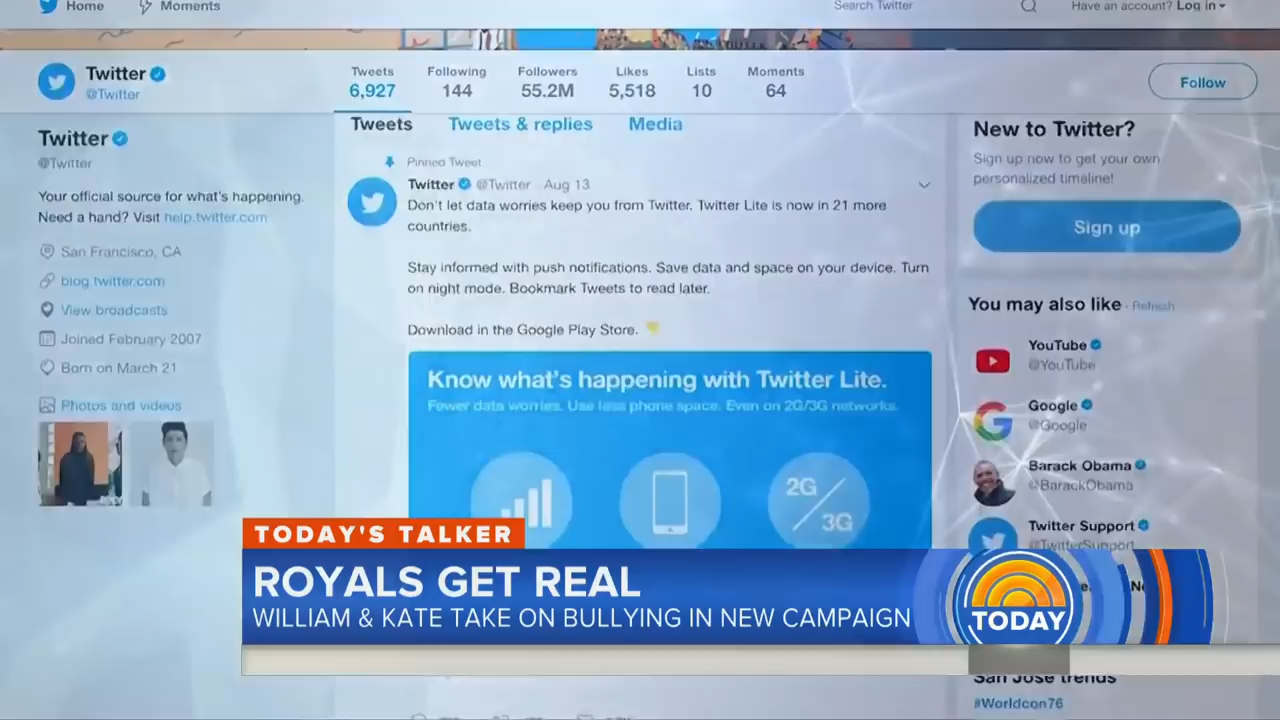 Home Moments Search Twitter Have an account? Log in
Twitter
@Twitter
Tweets Following Followers Likes Lists Moments
6,927 144 55.2M 5,518 10 64
Follow
Twitter
@Twitter
Your official source for what's happening.
Need a hand? Visit help.twitter.com
San Francisco, CA
blog.twitter.com
View broadcasts
Joined February 2007
Born on March 21
Photos and videos
Tweets Tweets & replies Media
Pinned Tweet
Twitter @Twitter · Aug 13
Don't let data worries keep you from Twitter. Twitter Lite is now in 21 more
countries.
Stay informed with push notifications. Save data and space on your device. Turn
on night mode. Bookmark Tweets to read later.
Download in the Google Play Store.
Know what's happening with Twitter Lite.
Fewer data worries. Use less phone space. Even on 2G/3G networks.
2G/3G
New to Twitter?
Sign up now to get your own
personalized timeline!
Sign up
You may also like · Refresh
YouTube
@YouTube
Google
@Google
Barack Obama
@BarackObama
Twitter Support
@TwitterSupport
San Jose trends
#Worldcon76
TODAY'S TALKER
ROYALS GET REAL
WILLIAM & KATE TAKE ON BULLYING IN NEW CAMPAIGN
TODAY